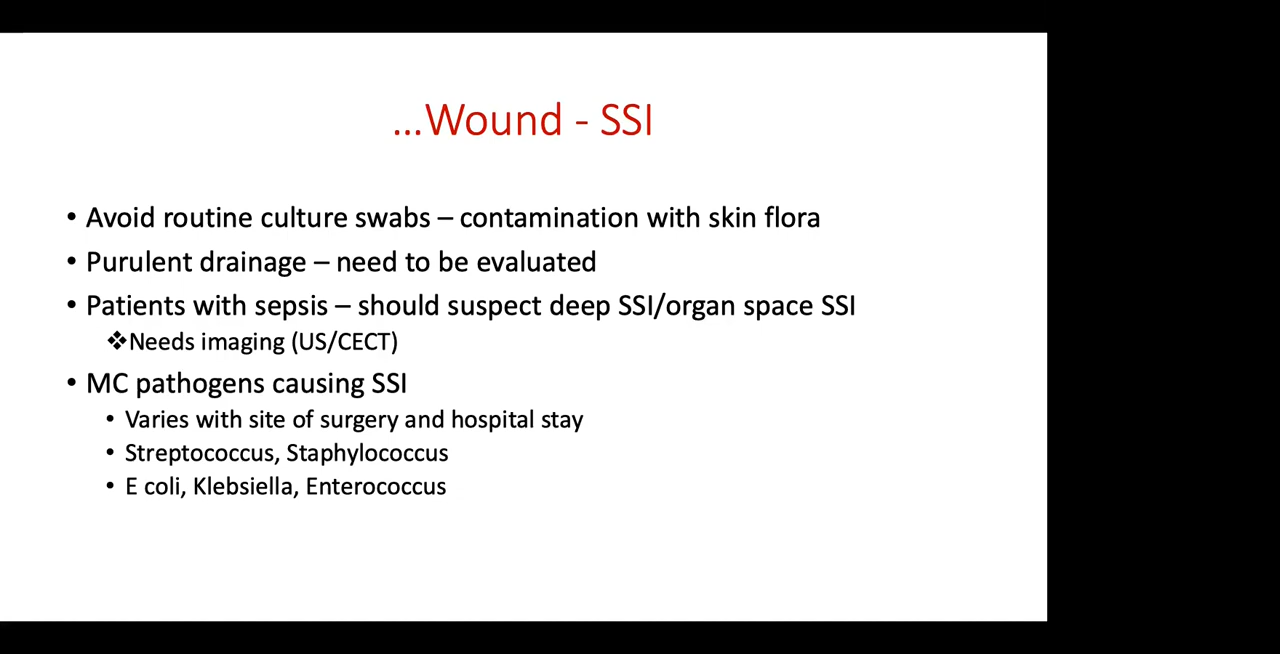 ...Wound - SSI
• Avoid routine culture swabs – contamination with skin flora
• Purulent drainage – need to be evaluated
• Patients with sepsis – should suspect deep SSI/organ space SSI
❖Needs imaging (US/CECT)
• MC pathogens causing SSI
• Varies with site of surgery and hospital stay
• Streptococcus, Staphylococcus
• E coli, Klebsiella, Enterococcus